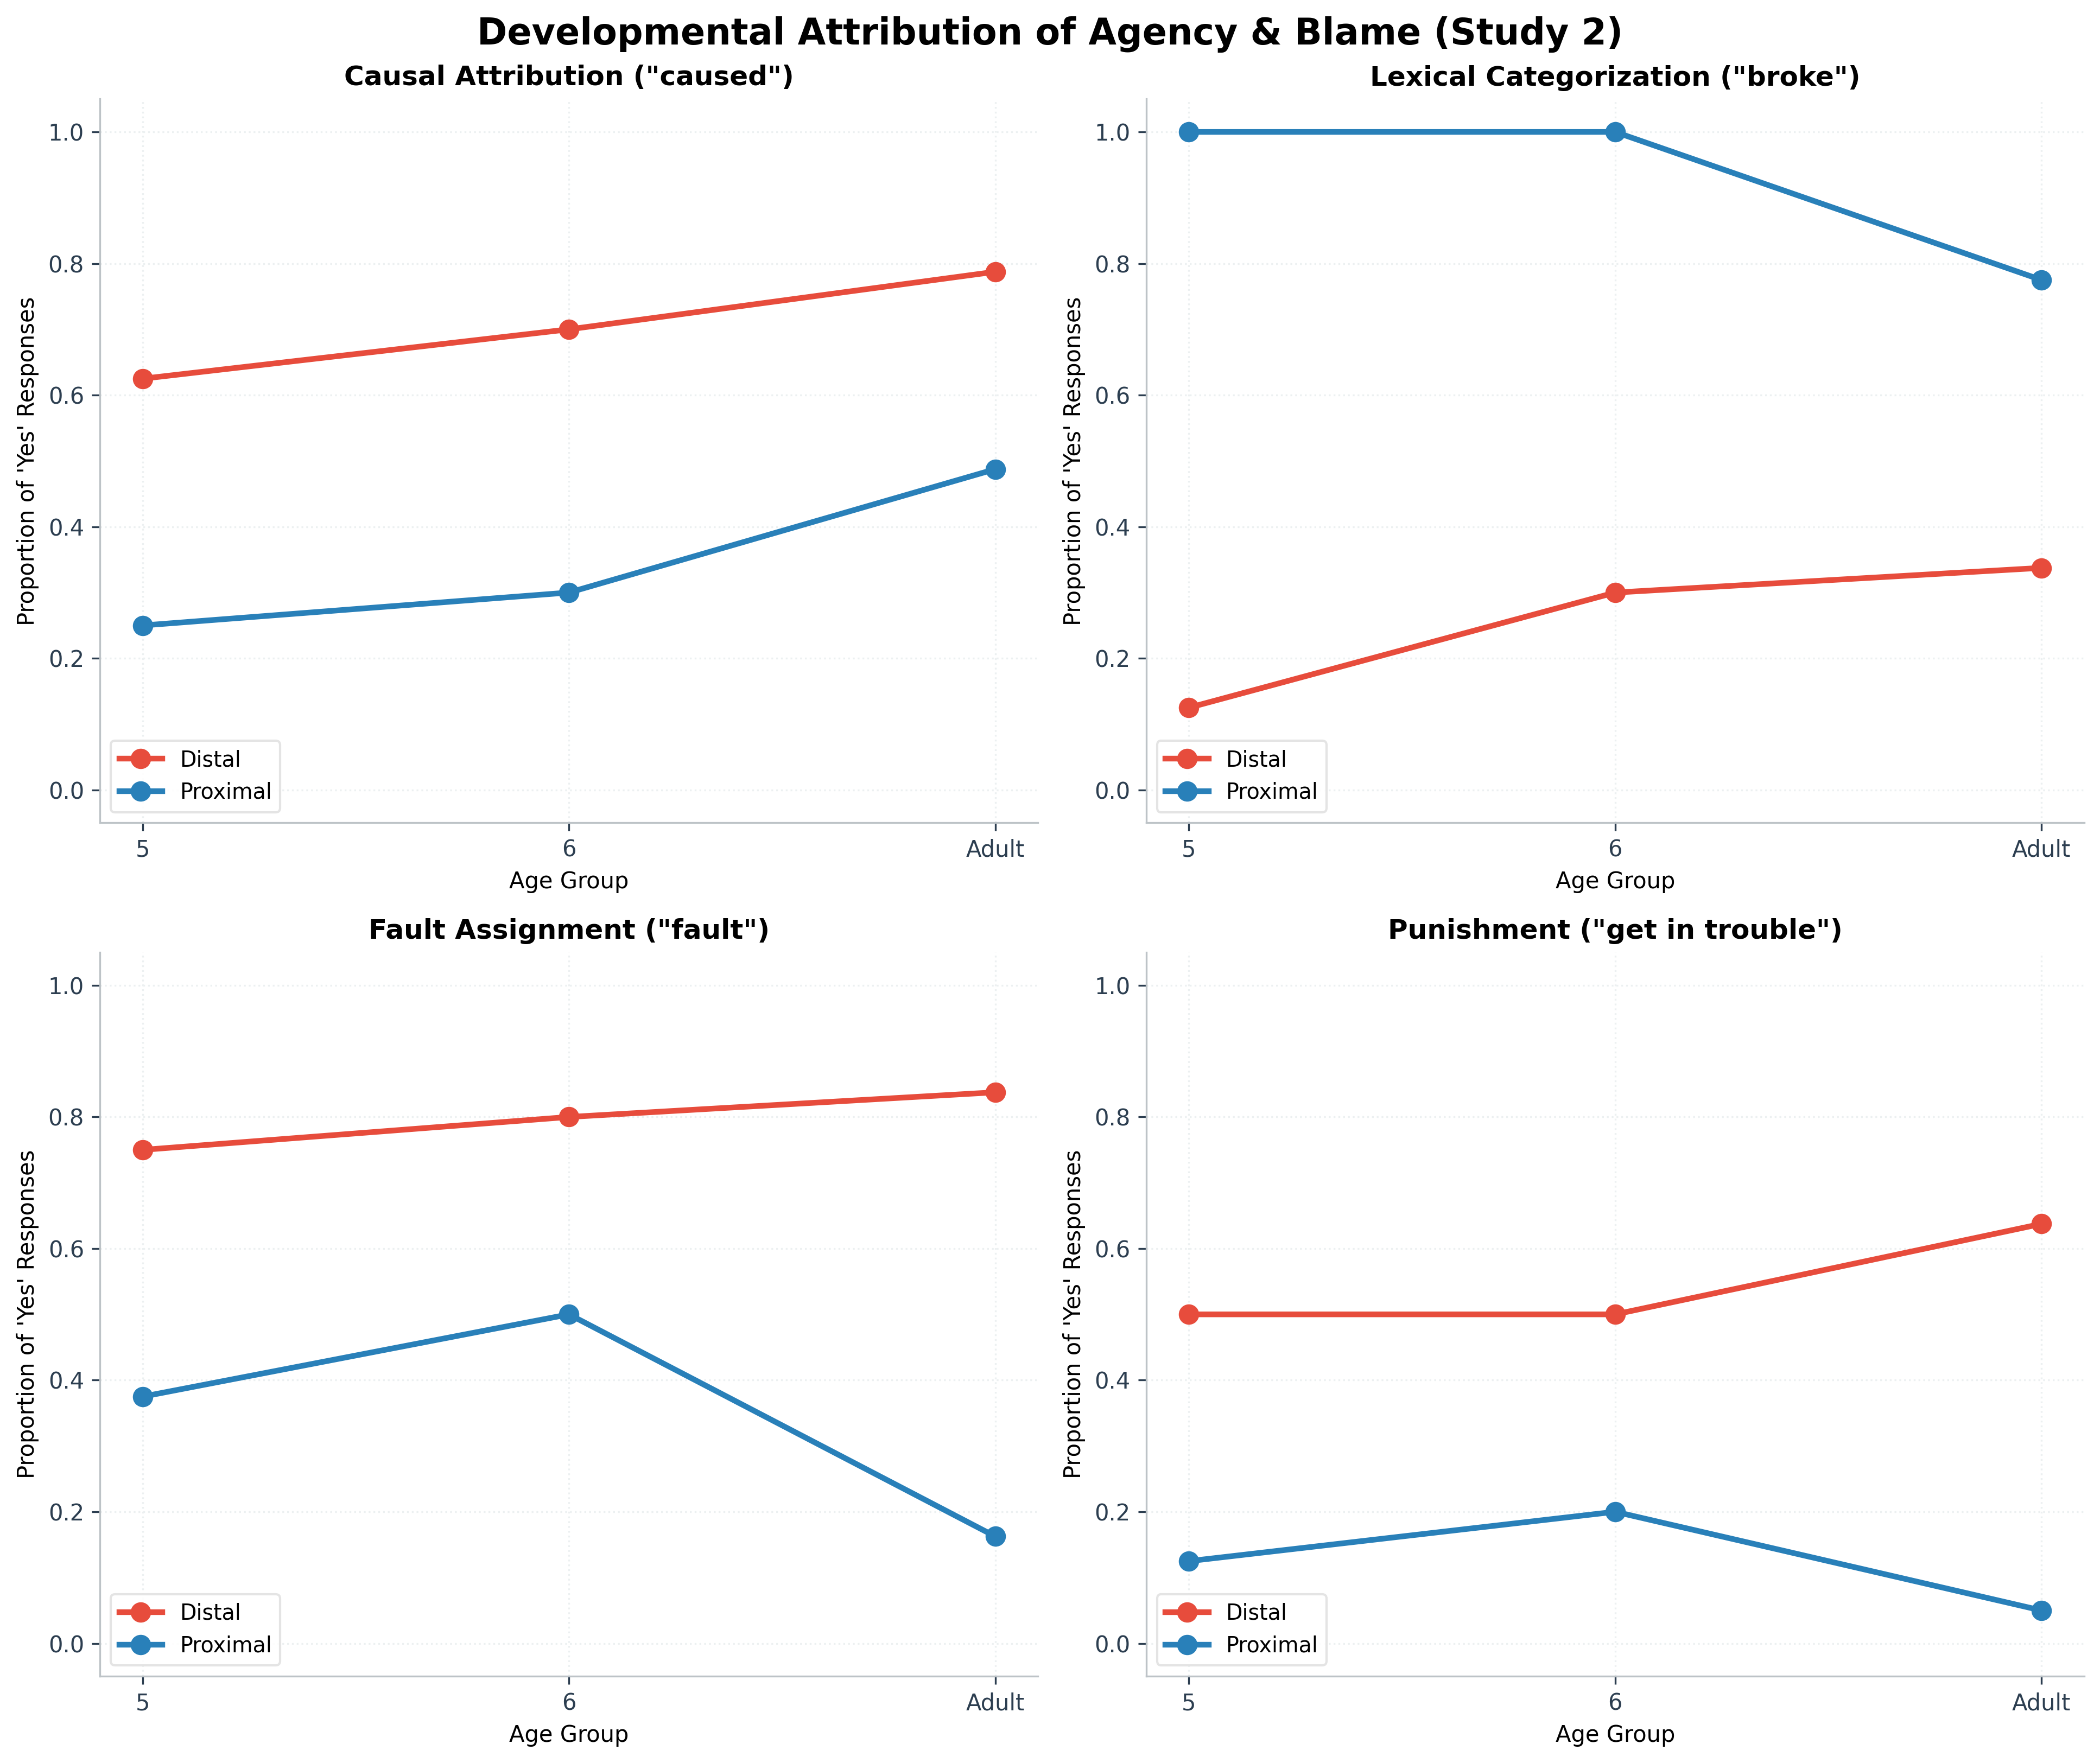 Developmental Attribution of Agency & Blame (Study 2)
Causal Attribution ("caused")
Proportion of 'Yes' Responses
1.0
0.8
0.6
0.4
0.2
0.0
Distal
Proximal
5
6
Adult
Age Group
Lexical Categorization ("broke")
Proportion of 'Yes' Responses
1.0
0.8
0.6
0.4
0.2
0.0
Distal
Proximal
5
6
Adult
Age Group
Fault Assignment ("fault")
Proportion of 'Yes' Responses
1.0
0.8
0.6
0.4
0.2
0.0
Distal
Proximal
5
6
Adult
Age Group
Punishment ("get in trouble")
Proportion of 'Yes' Responses
1.0
0.8
0.6
0.4
0.2
0.0
Distal
Proximal
5
6
Adult
Age Group